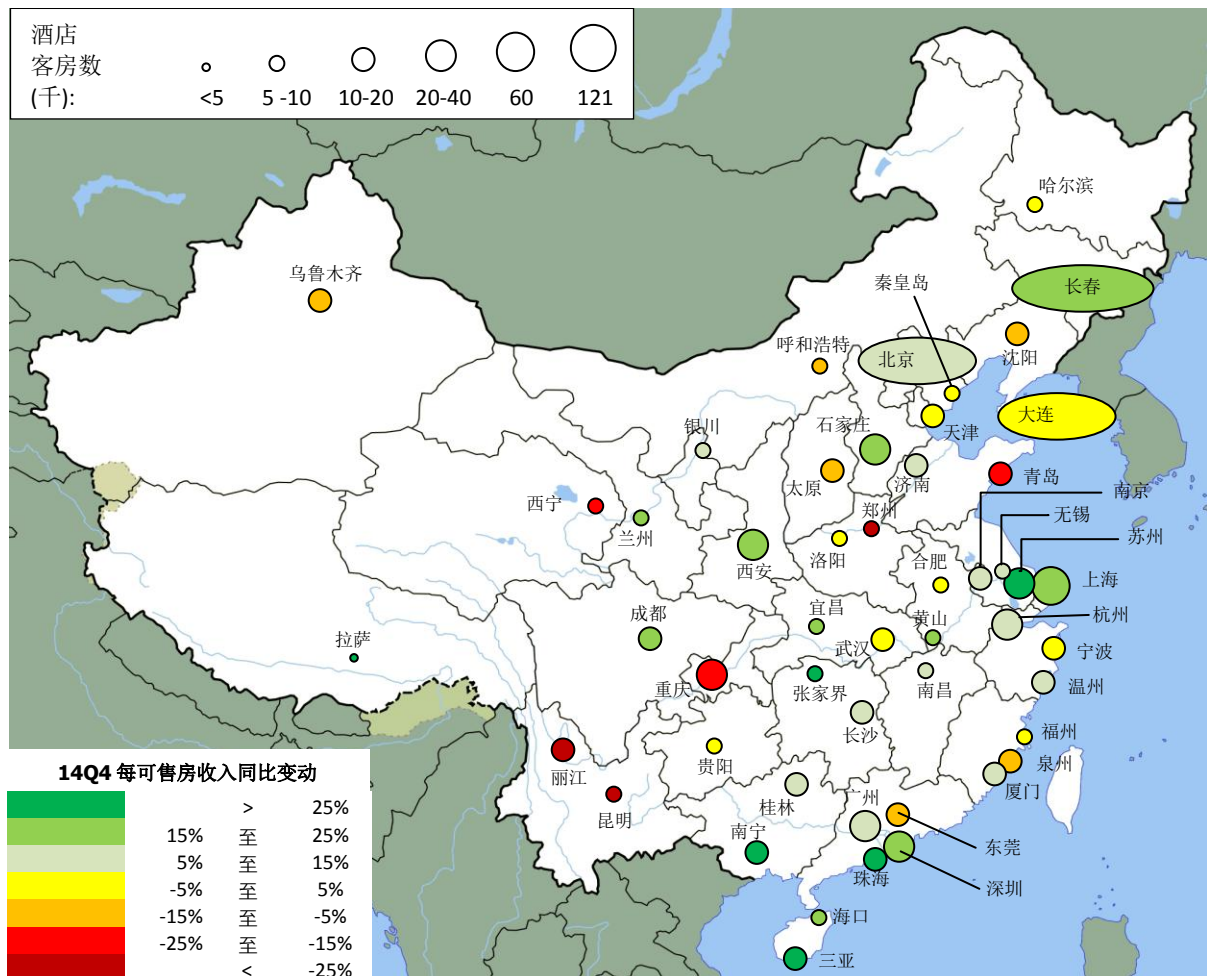 酒店
客房数
(千):
<5
5 -10
10-20
20-40
60
121
哈尔滨
乌鲁木齐
秦皇岛
长春
呼和浩特
北京
沈阳
大连
石家庄
天津
银川
太原
济南
青岛
南京
西宁
郑州
无锡
兰州
洛阳
合肥
苏州
西安
上海
成都
宜昌
黄山
杭州
拉萨
武汉
宁波
重庆
张家界
南昌
温州
长沙
福州
丽江
贵阳
泉州
昆明
桂林
厦门
广州
南宁
东莞
珠海
深圳
海口
三亚
14Q4 每可售房收入同比变动
> 25%
15% 至 25%
5% 至 15%
-5% 至 5%
-15% 至 -5%
-25% 至 -15%
< -25%